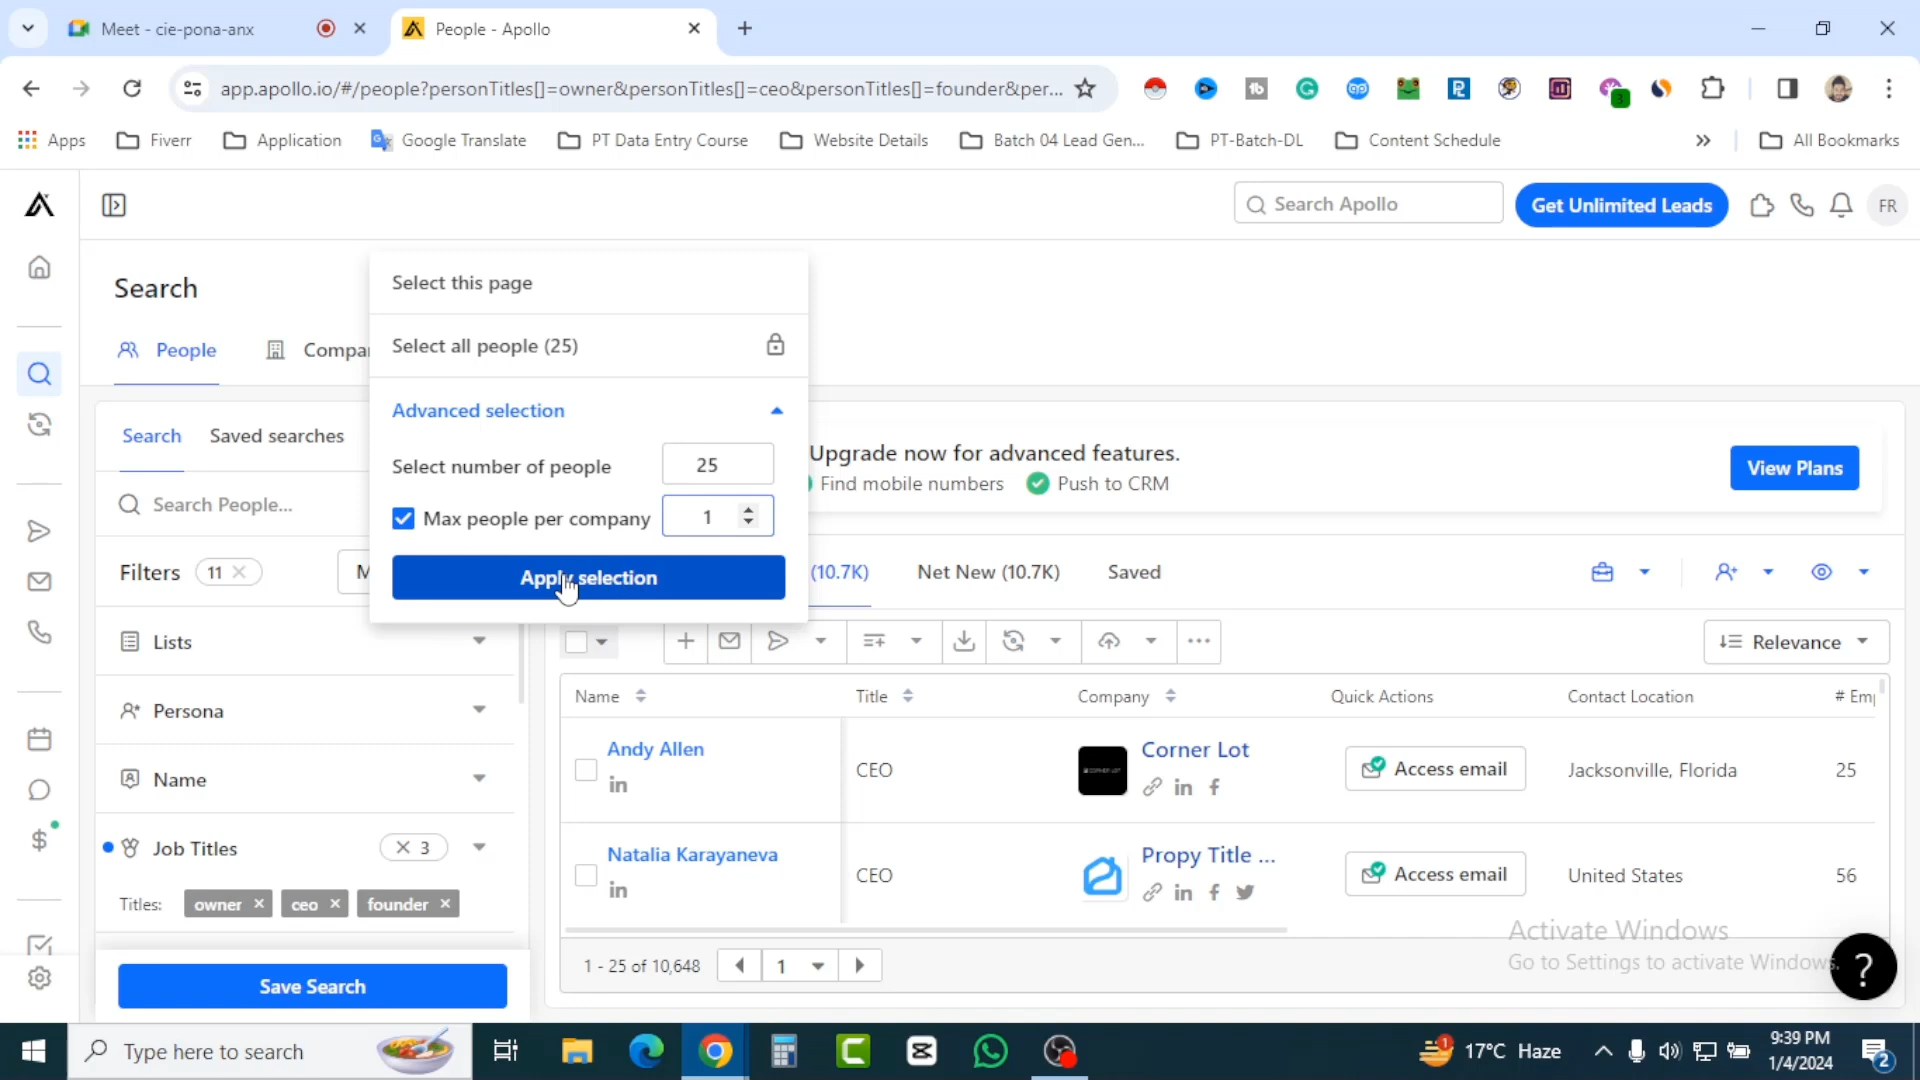 Meet - cie-pona-anx
People - Apollo
app.apollo.io/#/people?personTitles[]=owner&personTitles[]=ceo&personTitles[]=founder&per...
Apps
Fiverr
Application
Google Translate
PT Data Entry Course
Website Details
Batch 04 Lead Gen...
PT-Batch-DL
Content Schedule
All Bookmarks
Search Apollo
Get Unlimited Leads
FR
Search
People
Compa
Select this page
Select all people (25)
Advanced selection
Select number of people
25
Max people per company
1
Apply selection
Search
Saved searches
Search People...
Upgrade now for advanced features.
Find mobile numbers
Push to CRM
View Plans
Filters
11
M
(10.7K)
Net New (10.7K)
Saved
Lists
Persona
Name
Job Titles
3
Titles:
owner
ceo
founder
Save Search
Relevance
Name
Title
Company
Quick Actions
Contact Location
# Em
Andy Allen
CEO
Corner Lot
Access email
Jacksonville, Florida
25
Natalia Karayaneva
CEO
Propy Title ...
Access email
United States
56
1 - 25 of 10,648
1
Activate Windows
Go to Settings to activate Windows.
?
Type here to search
17°C Haze
9:39 PM
1/4/2024
2